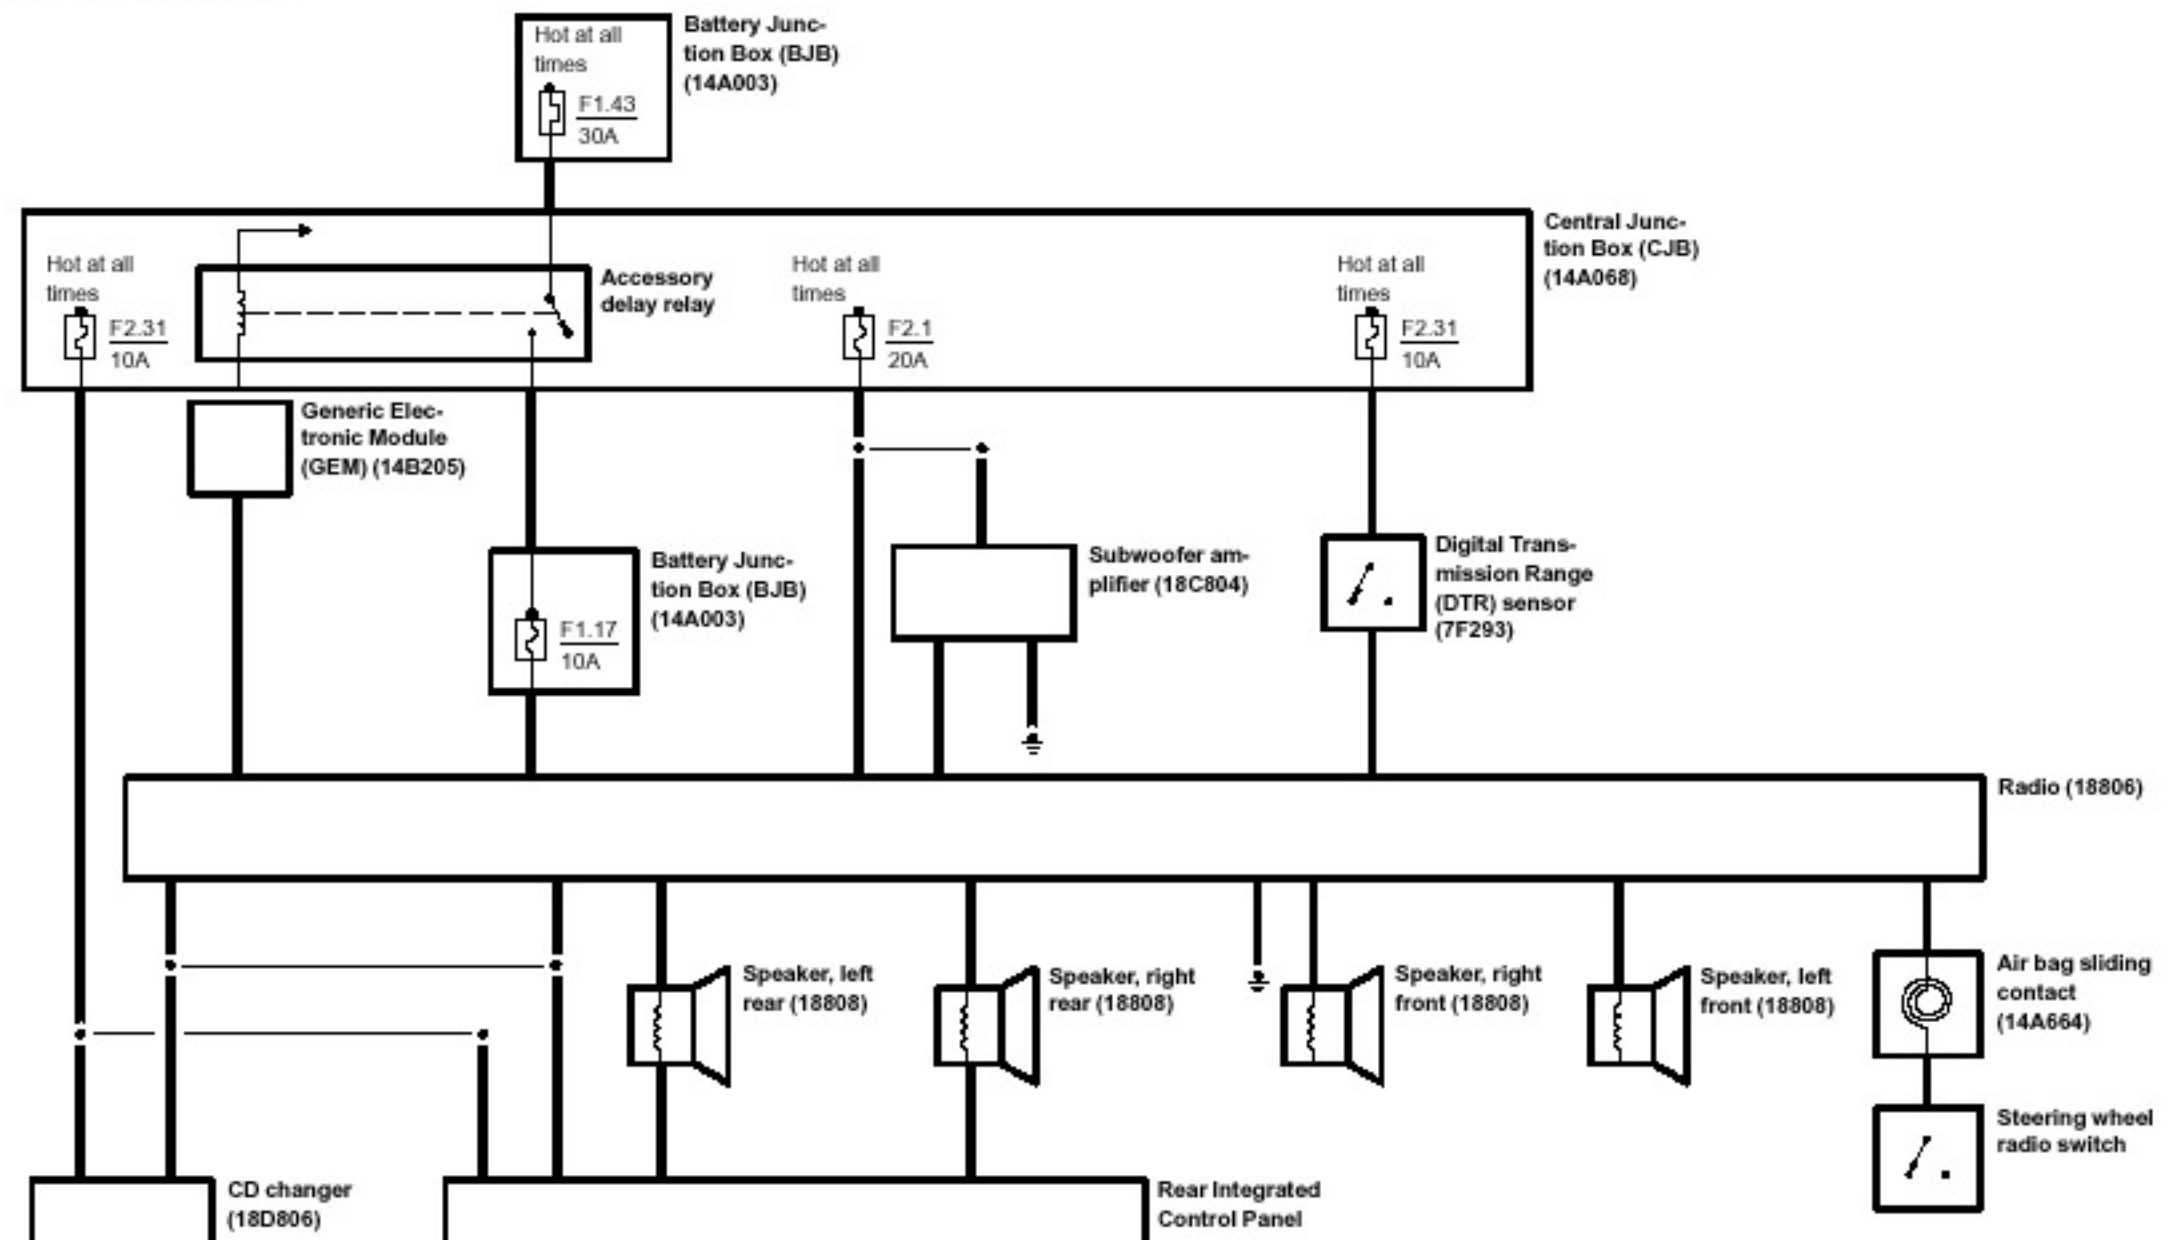 Hot at all
times
F1.43
30A
Battery Junc-
tion Box (BJB)
(14A003)
Central Junc-
tion Box (CJB)
(14A068)
Hot at all
times
F2.31
10A
Accessory
delay relay
Hot at all
times
F2.1
20A
Hot at all
times
F2.31
10A
Generic Elec-
tronic Module
(GEM) (14B205)
Battery Junc-
tion Box (BJB)
(14A003)
F1.17
10A
Subwoofer am-
plifier (18C804)
Digital Trans-
mission Range
(DTR) sensor
(7F293)
Radio (18806)
Speaker, left
rear (18808)
Speaker, right
rear (18808)
Speaker, right
front (18808)
Speaker, left
front (18808)
Air bag sliding
contact
(14A664)
Steering wheel
radio switch
CD changer
(18D806)
Rear Integrated
Control Panel